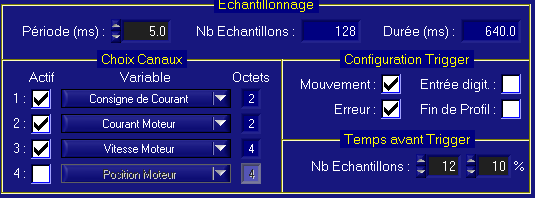 Echantillonnage
Période (ms) : 5.0 Nb Echantillons : 128 Durée (ms) : 640.0
Choix Canaux
Actif Variable Octets
1 : Consigne de Courant 2
2 : Courant Moteur 2
3 : Vitesse Moteur 4
4 : Position Moteur 4
Configuration Trigger
Mouvement : Entrée digit. :
Erreur : Fin de Profil :
Temps avant Trigger
Nb Echantillons : 12 10 %